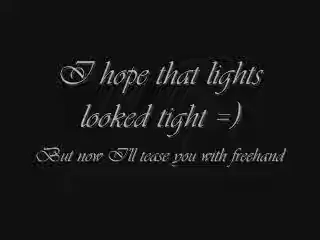 I hope that lights
looked tight =)
But now I'll tease you with freehand